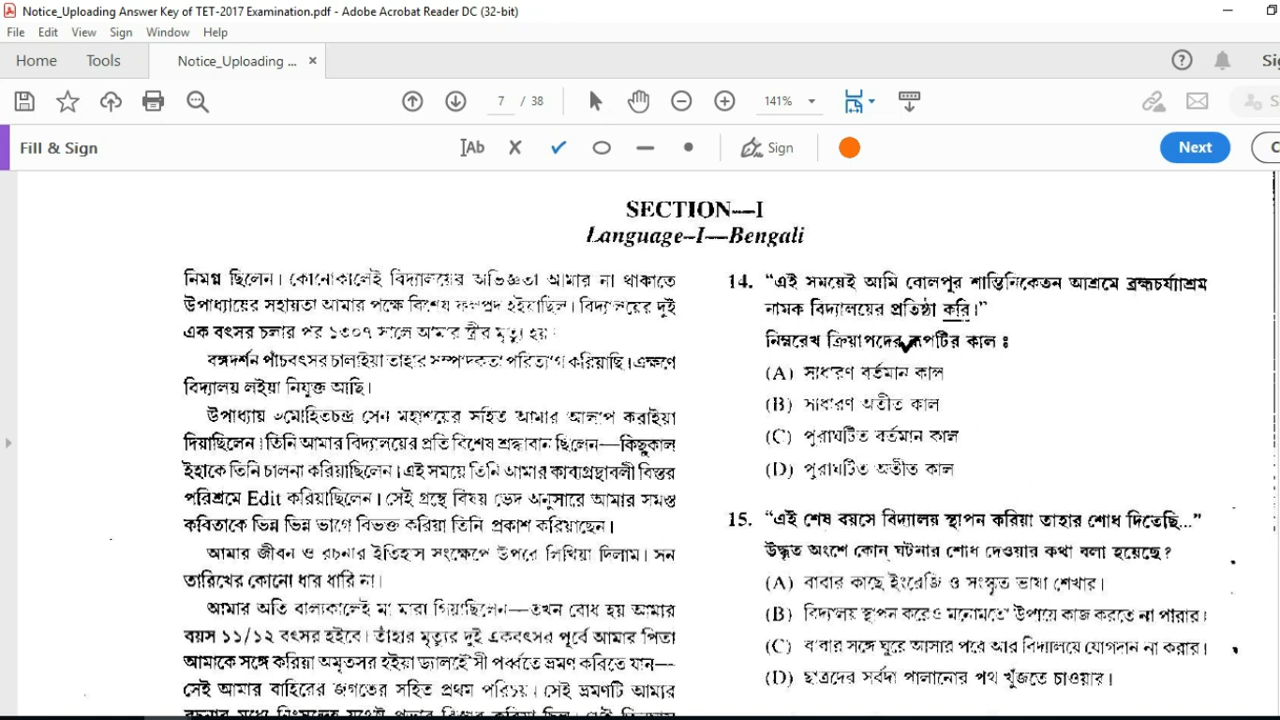 Notice_Uploading Answer Key of TET-2017 Examination.pdf - Adobe Acrobat Reader DC (32-bit)
File Edit View Sign Window Help
Home Tools Notice_Uploading ... ×
7 / 38 141%
Fill & Sign Ab Sign Next
SECTION—I
Language–I—Bengali
নিমগ্ন ছিলেন। কোনোকালেই বিদ্যালয়ের অভিজ্ঞতা আমার না থাকাতে
উপাধ্যায়ের সহায়তা আমার পক্ষে বিশেষ ফলপ্রদ হইয়াছিল। বিদ্যালয়ের দুই
এক বৎসর চলার পর ১৩০৭ সালে আমার স্ত্রীর মৃত্যু হয়
বঙ্গদর্শন পাঁচবৎসর চালাইয়া তাহার সম্পাদকতা পরিত্যাগ করিয়াছি। এক্ষণে
বিদ্যালয় লইয়া নিযুক্ত আছি।
উপাধ্যায় ৺মোহিতচন্দ্র সেন মহাশয়ের সহিত আমার আলাপ করাইয়া
দিয়াছিলেন। তিনি আমার বিদ্যালয়ের প্রতি বিশেষ শ্রদ্ধাবান ছিলেন—কিছুকাল
ইহাকে তিনি চালনা করিয়াছিলেন। এই সময়ে তিনি আমার কাব্যগ্রন্থাবলী বিস্তর
পরিশ্রমে Edit করিয়াছিলেন। সেই গ্রন্থে বিষয় ভেদ অনুসারে আমার সমস্ত
কবিতাকে ভিন্ন ভিন্ন ভাগে বিভক্ত করিয়া তিনি প্রকাশ করিয়াছেন।
আমার জীবন ও রচনার ইতিহাস সংক্ষেপে উপরে লিখিয়া দিলাম। সন
তারিখের কোনো ধার ধারি না।
আমার অতি বাল্যকালেই মা মারা গিয়াছিলেন—তখন বোধ হয় আমার
বয়স ১১/১২ বৎসর হইবে। তাঁহার মৃত্যুর দুই একবৎসর পূর্বে আমার পিতা
আমাকে সঙ্গে করিয়া অমৃতসর হইয়া ড্যালহৌসী পর্ব্বতে ভ্রমণ করিতে যান—
সেই আমার বাহিরের জগতের সহিত প্রথম পরিচয়। সেই ভ্রমণটি আমার
14. “এই সময়েই আমি বোলপুর শান্তিনিকেতন আশ্রমে ব্রহ্মচর্য্যাশ্রম
নামক বিদ্যালয়ের প্রতিষ্ঠা করি।”
নিম্নরেখ ক্রিয়াপদের রূপটির কাল :
(A) সাধারণ বর্তমান কাল
(B) সাধারণ অতীত কাল
(C) পুরাঘটিত বর্তমান কাল
(D) পুরাঘটিত অতীত কাল
15. “এই শেষ বয়সে বিদ্যালয় স্থাপন করিয়া তাহার শোধ দিতেছি...”
উদ্ধৃত অংশে কোন্ ঘটনার শোধ দেওয়ার কথা বলা হয়েছে?
(A) বাবার কাছে ইংরেজি ও সংস্কৃত ভাষা শেখার।
(B) বিদ্যালয় স্থাপন করেও মনোমতো উপায়ে কাজ করতে না পারার।
(C) বাবার সঙ্গে ঘুরে আসার পরে আর বিদ্যালয়ে যোগদান না করার।
(D) ছাত্রদের সর্বদা পালানোর পথ খুঁজতে চাওয়ার।